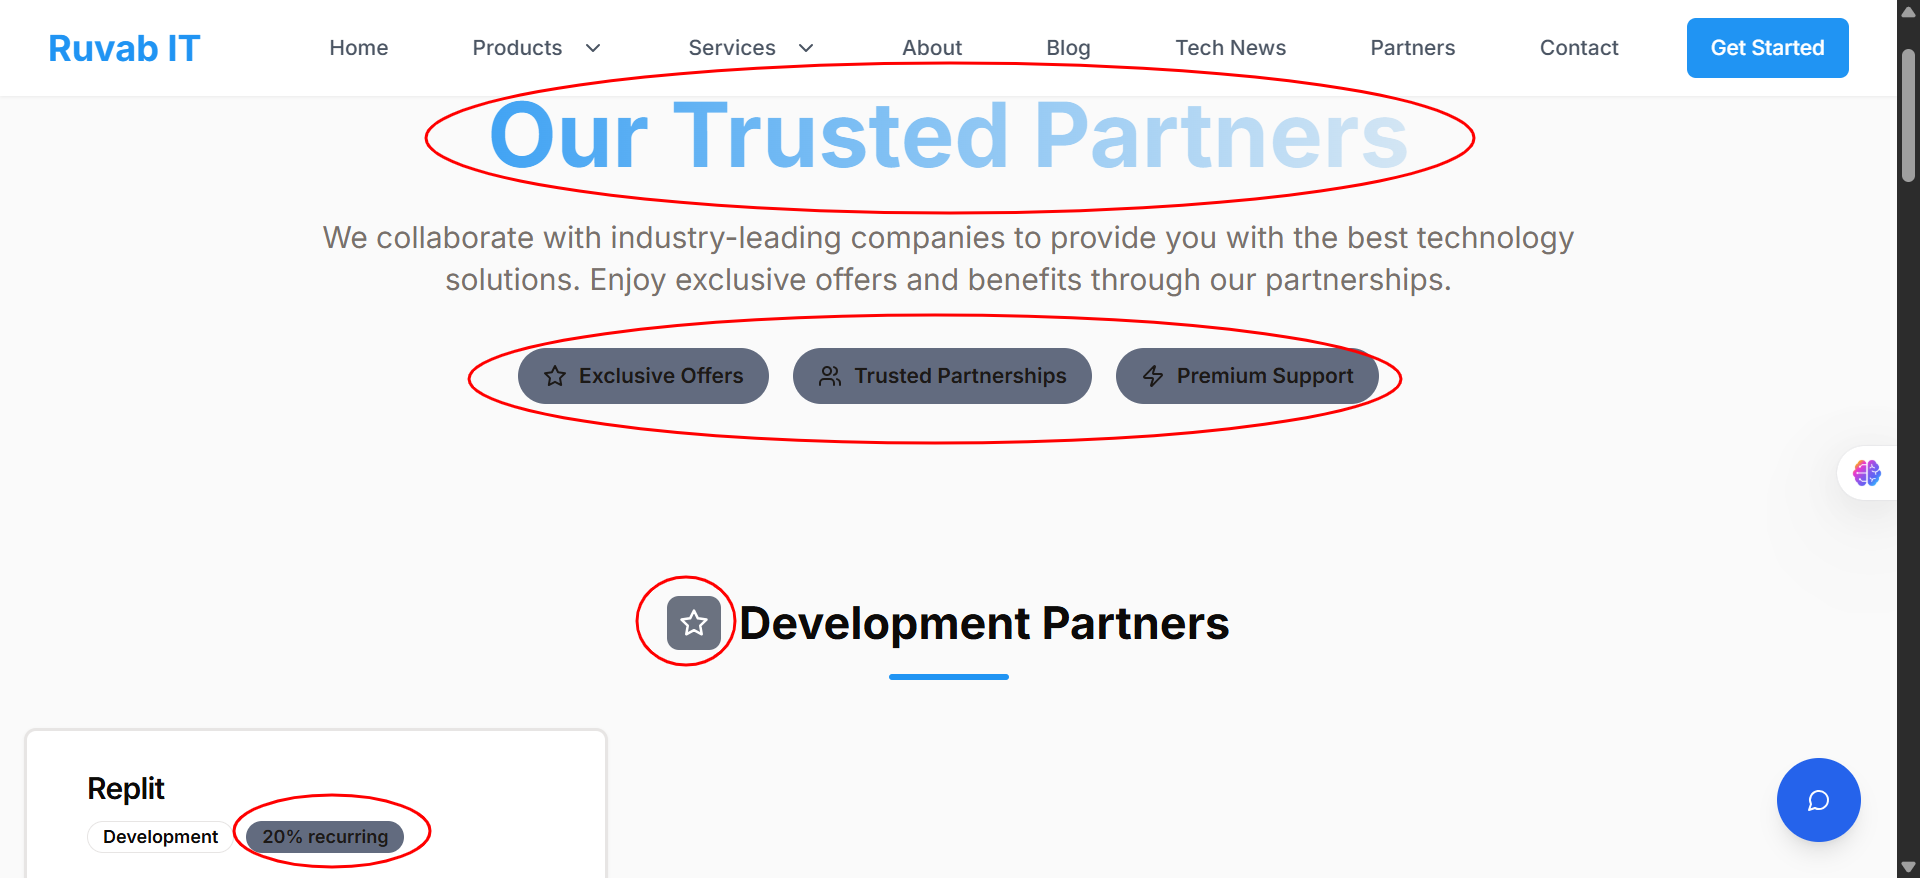 Ruvab IT
Home
Products
Services
About
Blog
Tech News
Partners
Contact
Get Started
Our Trusted Partners
We collaborate with industry-leading companies to provide you with the best technology
solutions. Enjoy exclusive offers and benefits through our partnerships.
Exclusive Offers
Trusted Partnerships
Premium Support
Development Partners
Replit
Development
20% recurring